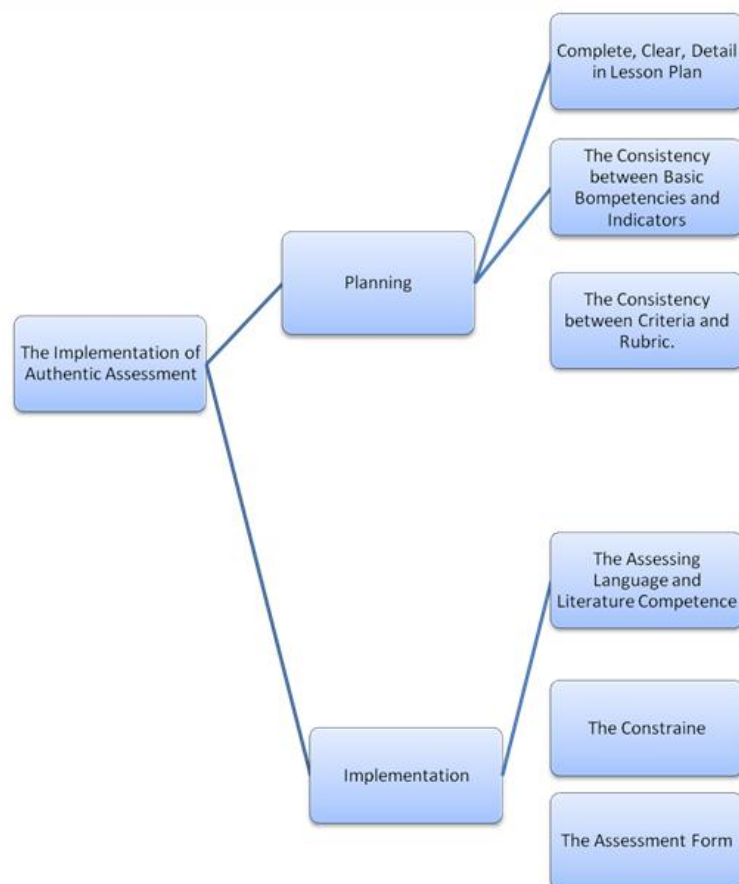 Complete, Clear, Detail
in Lesson Plan
The Consistency
between Basic
Bompetencies and
Indicators
Planning
The Consistency
between Criteria and
Rubric.
The Implementation of
Authentic Assessment
The Assessing
Language and
Literature Competence
The Constraine
Implementation
The Assessment Form